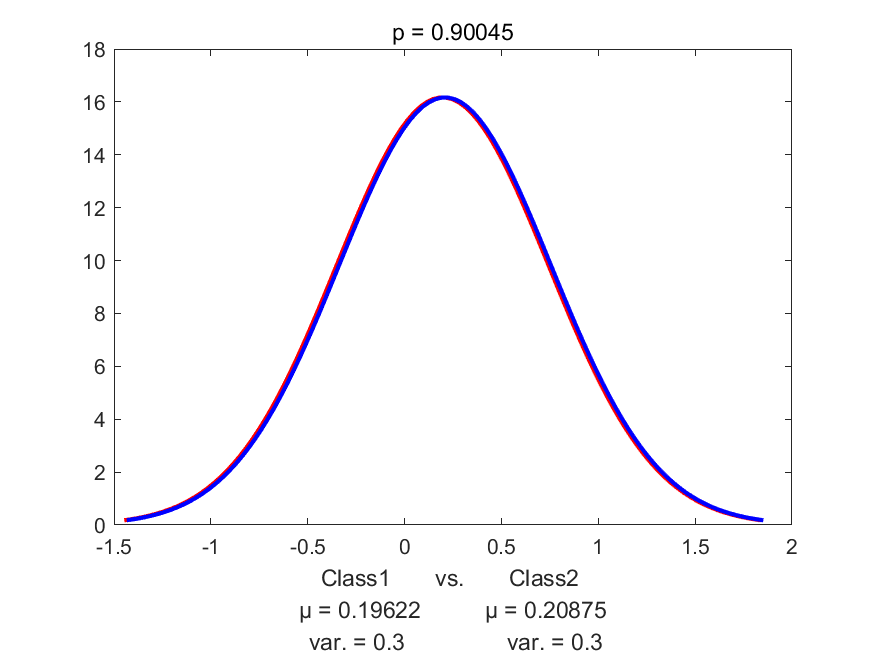 p = 0.90045
18
16
14
12
10
8
6
4
2
0
-1.5 -1 -0.5 0 0.5 1 1.5 2
Class1 vs. Class2
μ = 0.19622 μ = 0.20875
var. = 0.3 var. = 0.3